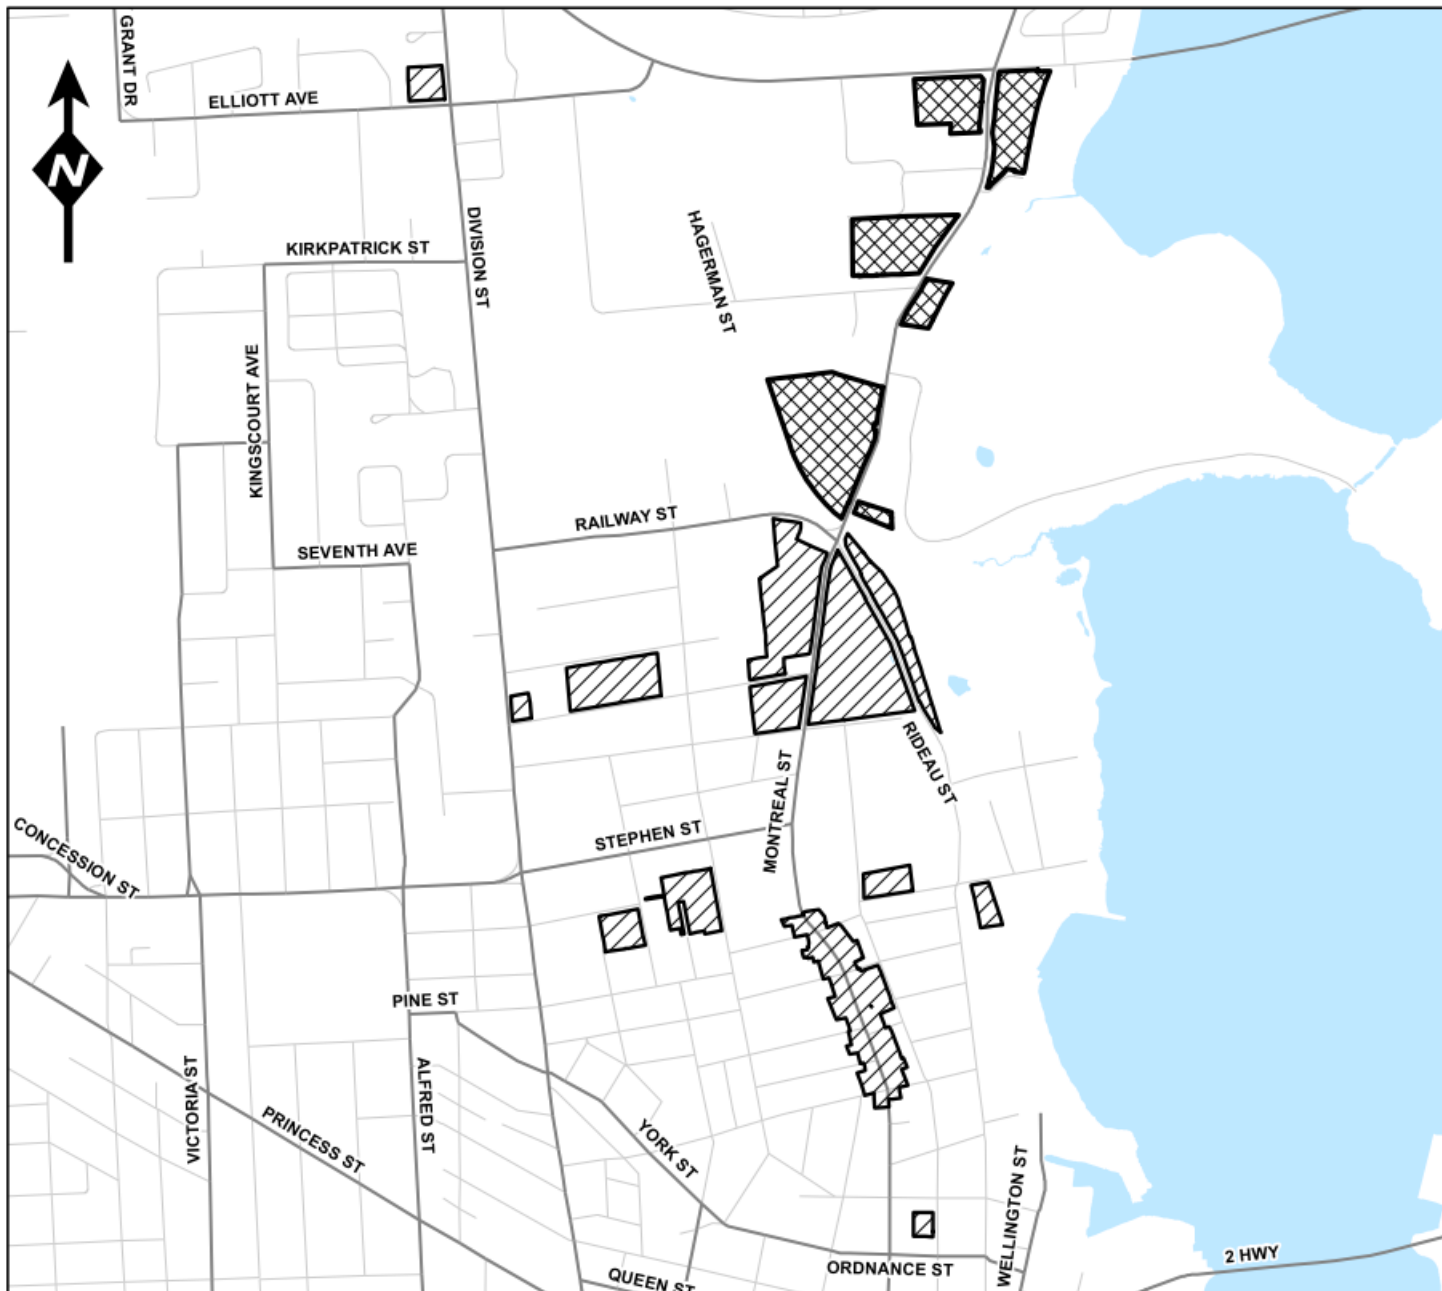 GRANT DR
ELLIOTT AVE
N
DIVISION ST
HAGERMAN ST
KIRKPATRICK ST
KINGSCOURT AVE
RAILWAY ST
SEVENTH AVE
RIDEAU ST
MONTREAL ST
STEPHEN ST
CONCESSION ST
PINE ST
VICTORIA ST
ALFRED ST
PRINCESS ST
YORK ST
WELLINGTON ST
2 HWY
ORDNANCE ST
QUEEN ST